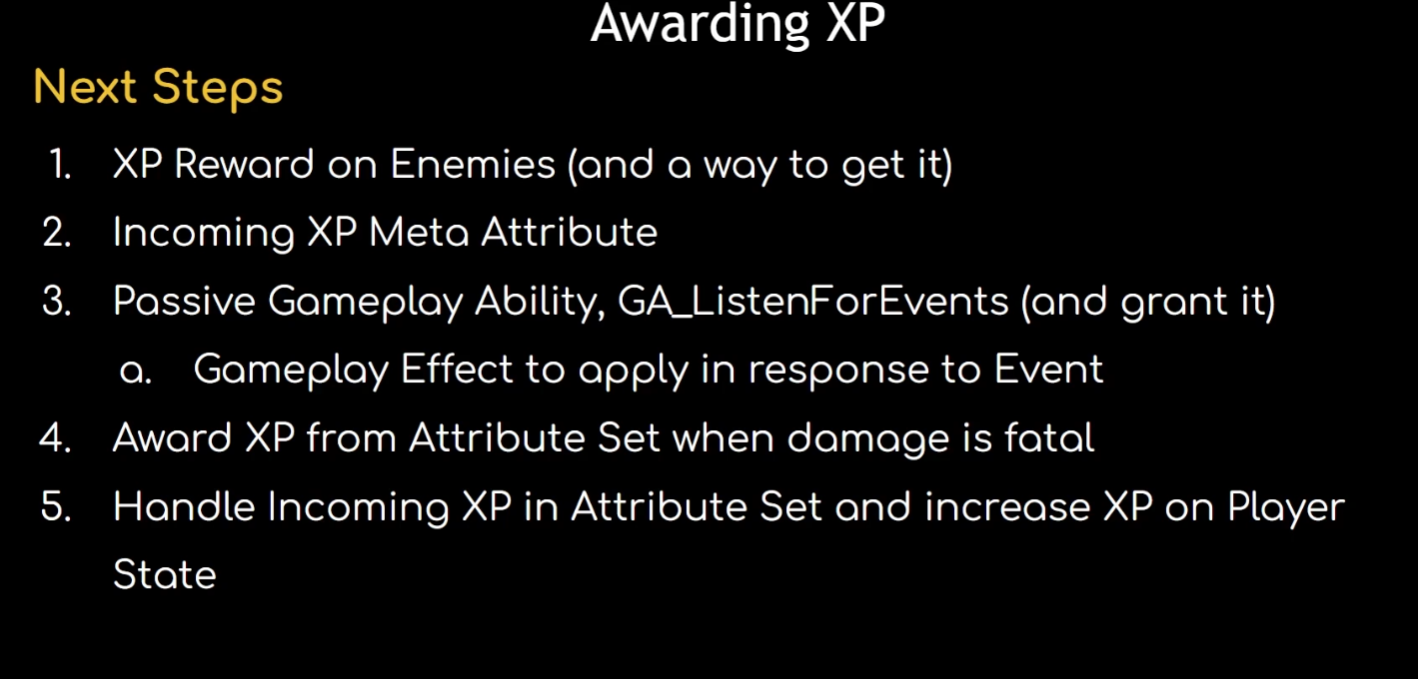 Awarding XP
Next Steps
1. XP Reward on Enemies (and a way to get it)
2. Incoming XP Meta Attribute
3. Passive Gameplay Ability, GA_ListenForEvents (and grant it)
a. Gameplay Effect to apply in response to Event
4. Award XP from Attribute Set when damage is fatal
5. Handle Incoming XP in Attribute Set and increase XP on Player
State